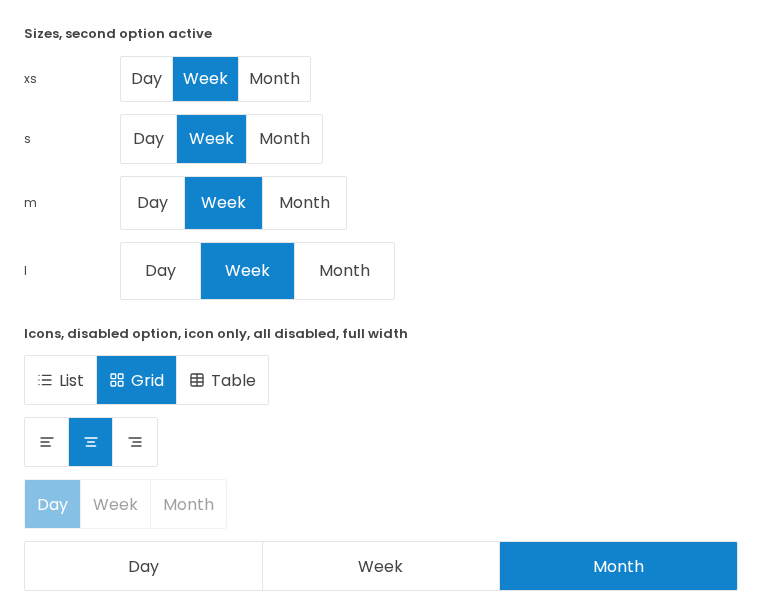 Sizes, second option active
xs Day Week Month
s Day Week Month
m Day Week Month
l Day Week Month
Icons, disabled option, icon only, all disabled, full width
List Grid Table
Day Week Month
Day Week Month